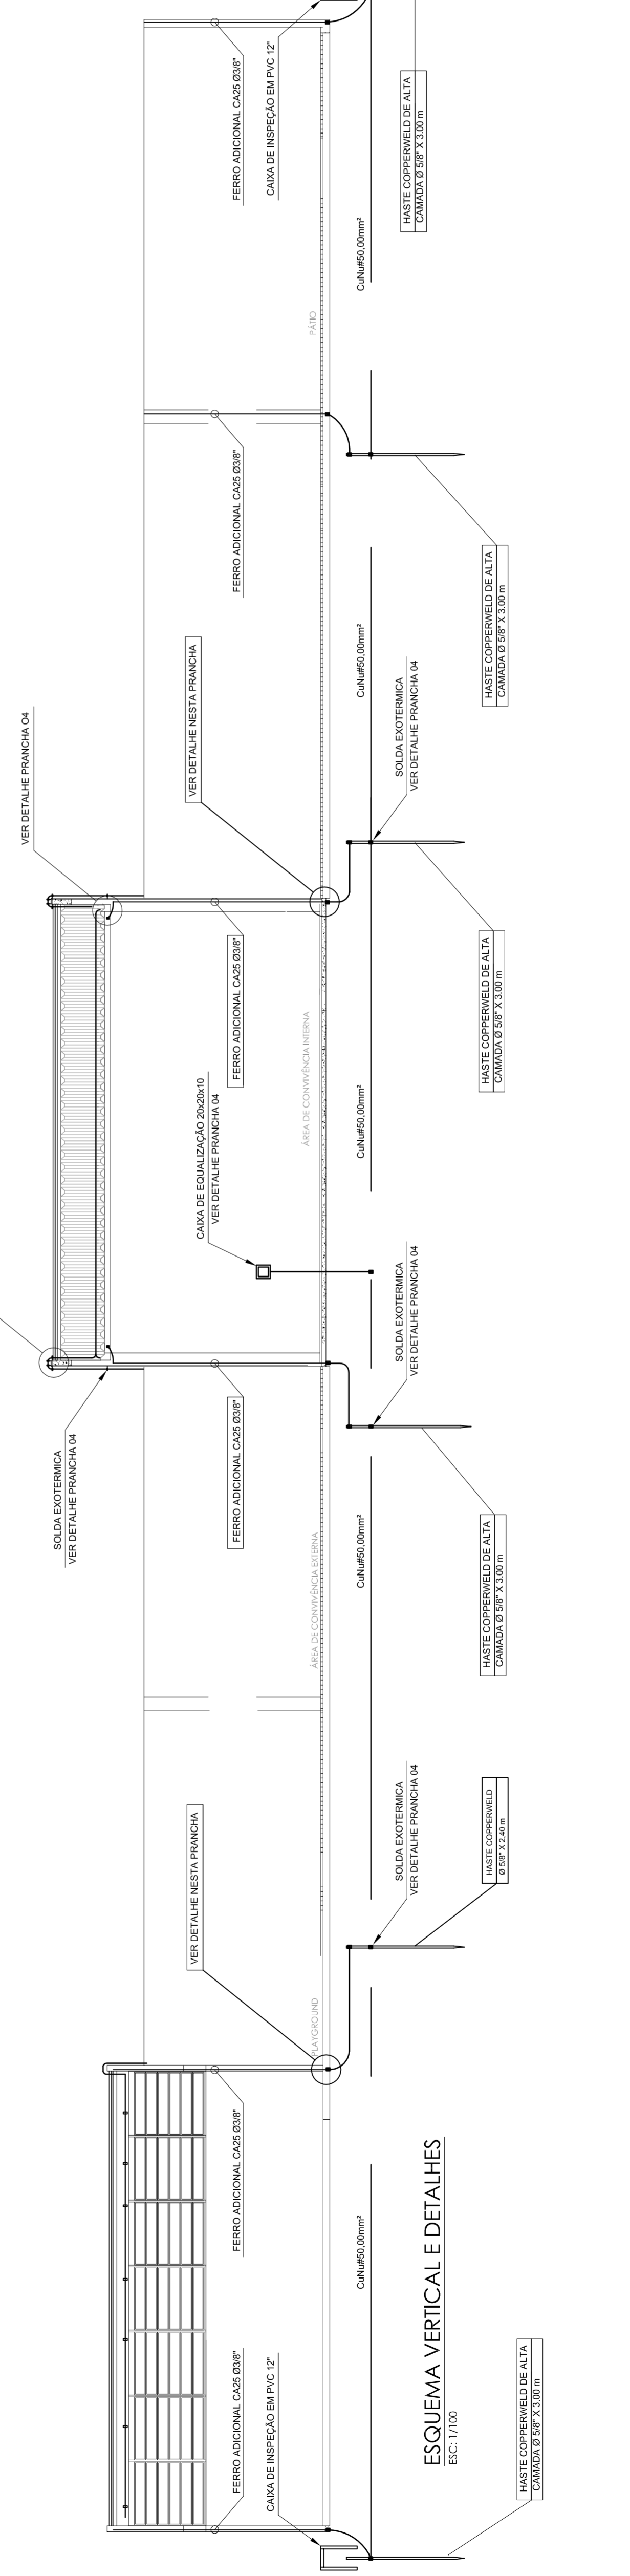 FERRO ADICIONAL CA25 Ø3/8"
CAIXA DE INSPEÇÃO EM PVC 12"
HASTE COPPERWELD DE ALTA
CAMADA Ø 5/8" X 3.00 m
CuNu#50,00mm²
PÁTIO
FERRO ADICIONAL CA25 Ø3/8"
HASTE COPPERWELD DE ALTA
CAMADA Ø 5/8" X 3.00 m
VER DETALHE NESTA PRANCHA
CuNu#50,00mm²
SOLDA EXOTERMICA
VER DETALHE PRANCHA 04
VER DETALHE PRANCHA O4
FERRO ADICIONAL CA25 Ø3/8"
HASTE COPPERWELD DE ALTA
CAMADA Ø 5/8" X 3.00 m
ÁREA DE CONVIVÊNCIA INTERNA
CAIXA DE EQUALIZAÇÃO 20x20x10
VER DETALHE PRANCHA 04
CuNu#50,00mm²
SOLDA EXOTERMICA
VER DETALHE PRANCHA 04
SOLDA EXOTERMICA
VER DETALHE PRANCHA 04
FERRO ADICIONAL CA25 Ø3/8"
CuNu#50,00mm²
HASTE COPPERWELD DE ALTA
CAMADA Ø 5/8" X 3.00 m
ÁREA DE CONVIVÊNCIA EXTERNA
VER DETALHE NESTA PRANCHA
SOLDA EXOTERMICA
VER DETALHE PRANCHA 04
HASTE COPPERWELD
Ø 5/8" X 2,40 m
PLAYGROUND
FERRO ADICIONAL CA25 Ø3/8"
CuNu#50,00mm²
FERRO ADICIONAL CA25 Ø3/8"
CAIXA DE INSPEÇÃO EM PVC 12"
ESQUEMA VERTICAL E DETALHES
ESC: 1/100
HASTE COPPERWELD DE ALTA
CAMADA Ø 5/8" X 3.00 m